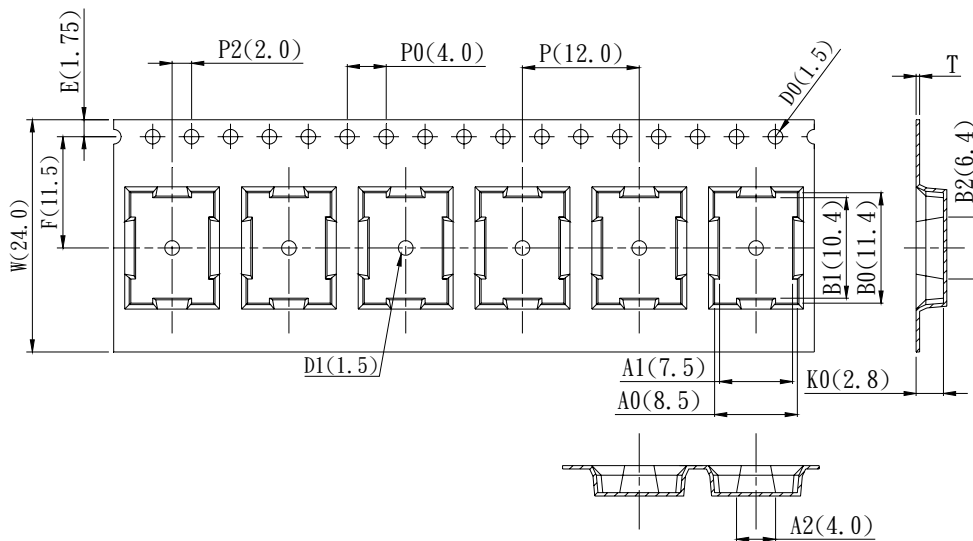 P2(2.0)
P0(4.0)
P(12.0)
D0(1.5)
T
E(1.75)
F(11.5)
W(24.0)
B1(10.4)
B0(11.4)
B2(6.4)
D1(1.5)
A1(7.5)
A0(8.5)
K0(2.8)
A2(4.0)